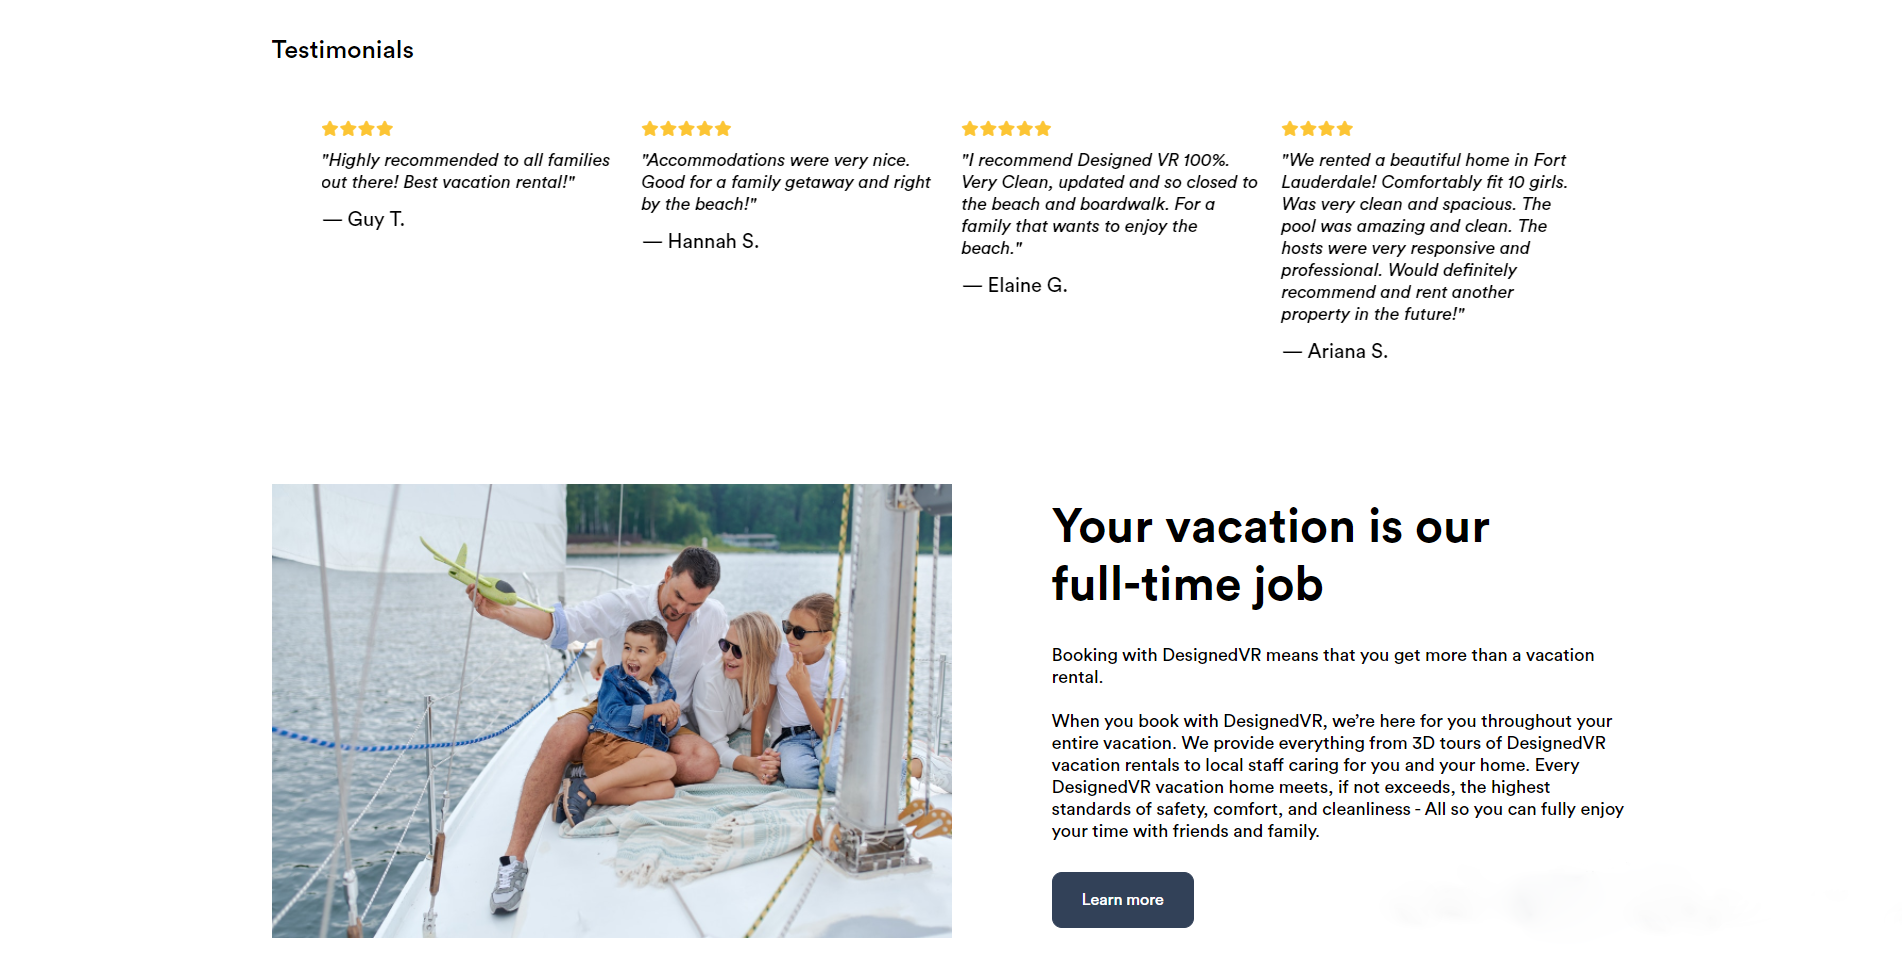 Testimonials
"Highly recommended to all families
out there! Best vacation rental!"
— Guy T.
"Accommodations were very nice.
Good for a family getaway and right
by the beach!"
— Hannah S.
"I recommend Designed VR 100%.
Very Clean, updated and so closed to
the beach and boardwalk. For a
family that wants to enjoy the
beach."
— Elaine G.
"We rented a beautiful home in Fort
Lauderdale! Comfortably fit 10 girls.
Was very clean and spacious. The
pool was amazing and clean. The
hosts were very responsive and
professional. Would definitely
recommend and rent another
property in the future!"
— Ariana S.
Your vacation is our
full-time job
Booking with DesignedVR means that you get more than a vacation
rental.
When you book with DesignedVR, we’re here for you throughout your
entire vacation. We provide everything from 3D tours of DesignedVR
vacation rentals to local staff caring for you and your home. Every
DesignedVR vacation home meets, if not exceeds, the highest
standards of safety, comfort, and cleanliness - All so you can fully enjoy
your time with friends and family.
Learn more